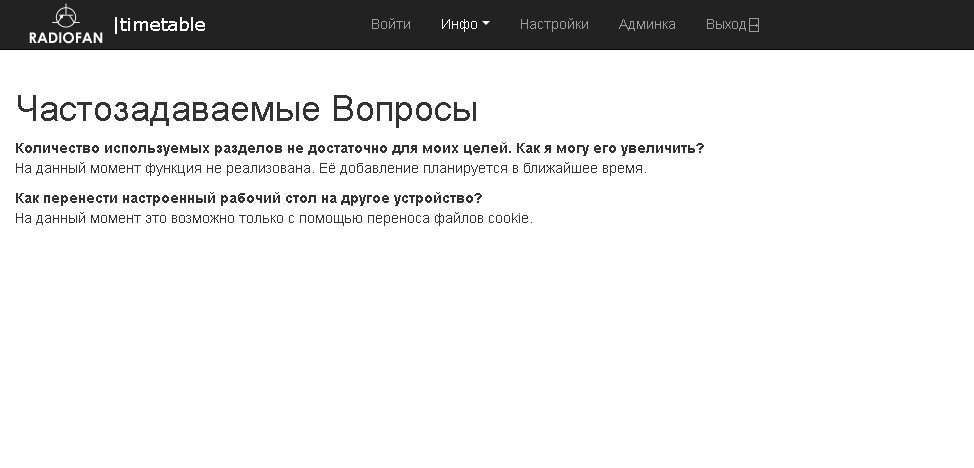 RADIOFAN |timetable Войти Инфо Настройки Админка Выход
Частозадаваемые Вопросы
Количество используемых разделов не достаточно для моих целей. Как я могу его увеличить?
На данный момент функция не реализована. Её добавление планируется в ближайшее время.
Как перенести настроенный рабочий стол на другое устройство?
На данный момент это возможно только с помощью переноса файлов cookie.